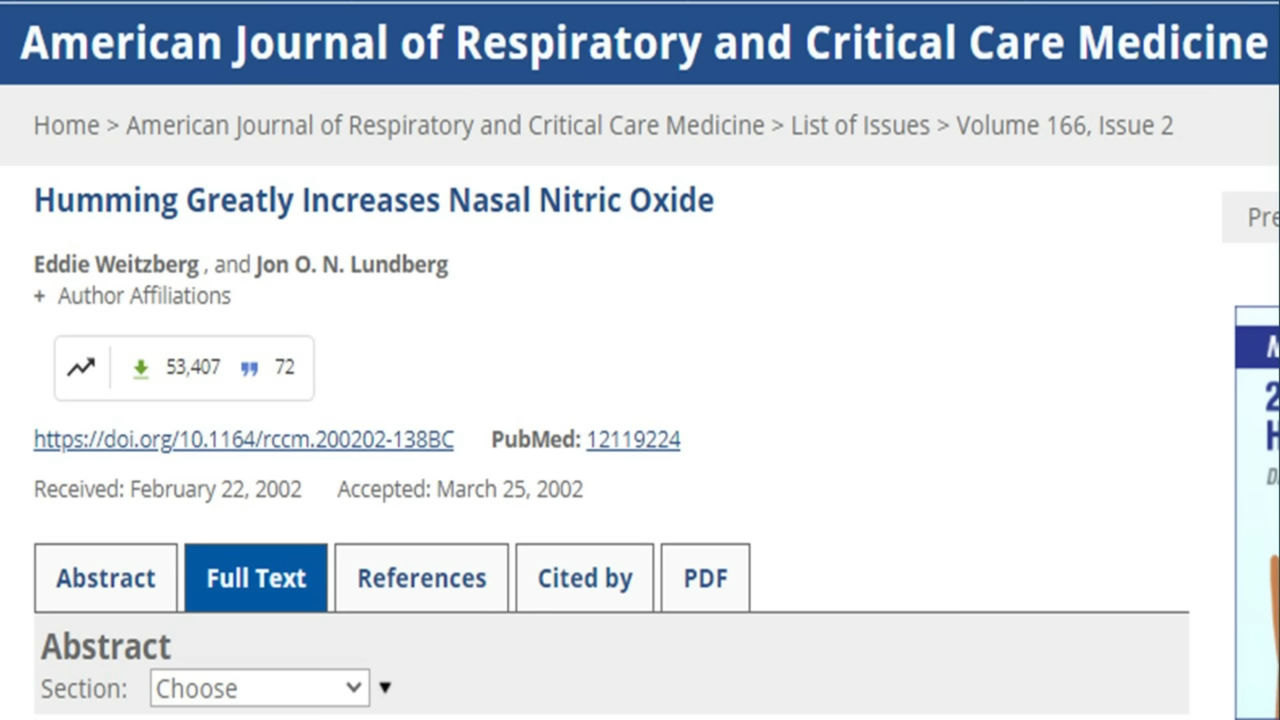 American Journal of Respiratory and Critical Care Medicine
Home > American Journal of Respiratory and Critical Care Medicine > List of Issues > Volume 166, Issue 2
Humming Greatly Increases Nasal Nitric Oxide
Pre
Eddie Weitzberg , and Jon O. N. Lundberg
+ Author Affiliations
53,407 72
https://doi.org/10.1164/rccm.200202-138BC PubMed: 12119224
Received: February 22, 2002 Accepted: March 25, 2002
Abstract Full Text References Cited by PDF
Abstract
Section: Choose